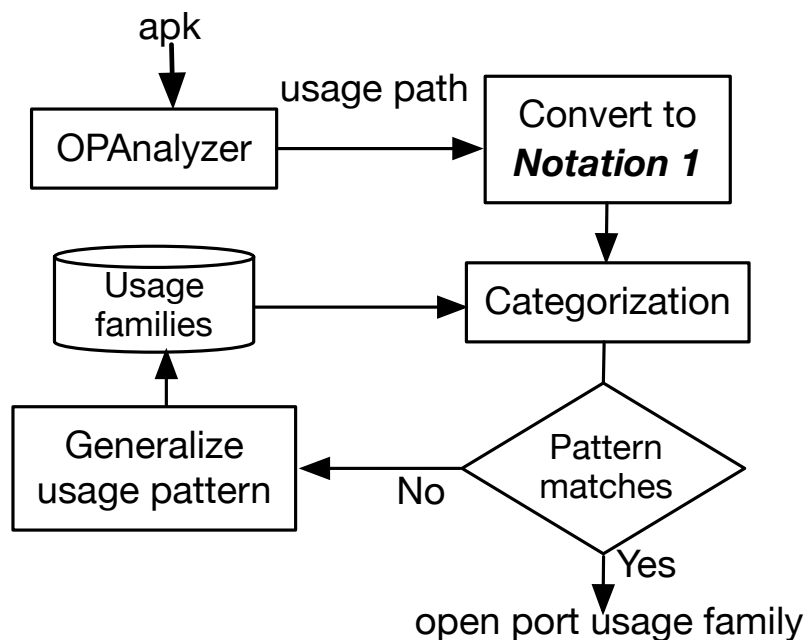 apk
usage path
OPAnalyzer
Convert to
Notation 1
Usage
families
Categorization
Generalize
usage pattern
Pattern
matches
No
Yes
open port usage family